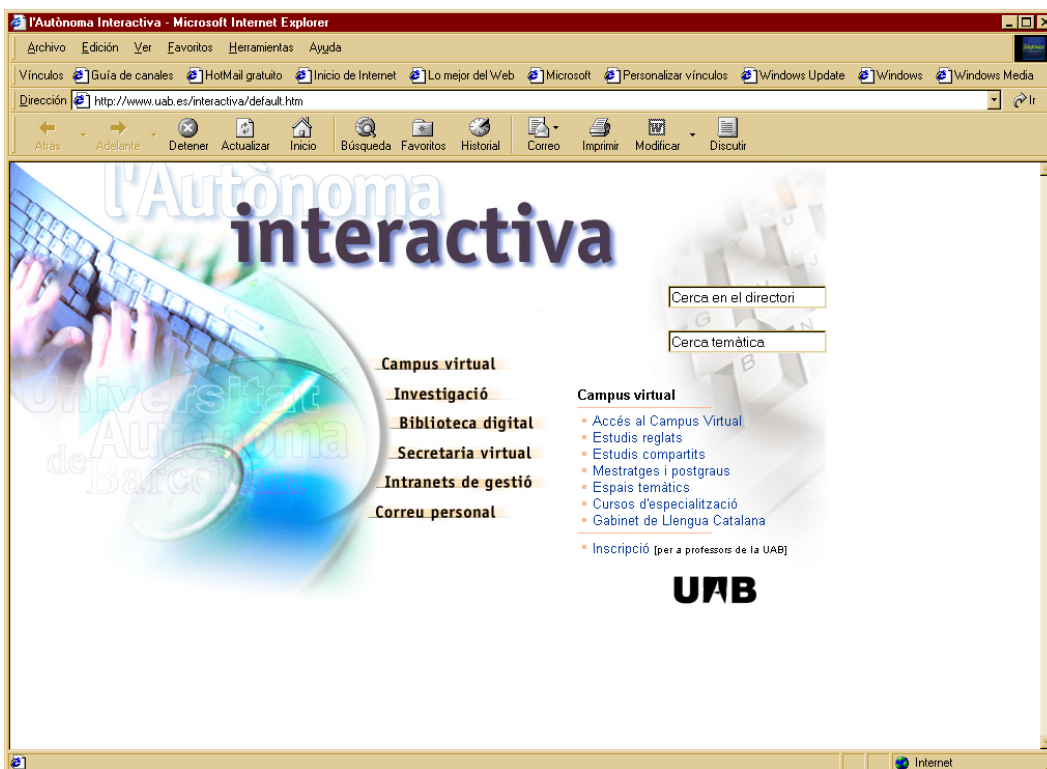 l'Autònoma Interactiva - Microsoft Internet Explorer
Archivo Edición Ver Favoritos Herramientas Ayuda
Vínculos Guía de canales HotMail gratuito Inicio de Internet Lo mejor del Web Microsoft Personalizar vínculos Windows Update Windows Windows Media
Dirección http://www.uab.es/interactiva/default.htm Ir
Atrás Adelante Detener Actualizar Inicio Búsqueda Favoritos Historial Correo Imprimir Modificar Discutir
l'Autònoma
interactiva
Cerca en el directori
Cerca temàtica
Universitat
Autònoma
de Barcelona
Campus virtual
Investigació
Biblioteca digital
Secretaria virtual
Intranets de gestió
Correu personal
Campus virtual
Accés al Campus Virtual
Estudis reglats
Estudis compartits
Mestratges i postgraus
Espais temàtics
Cursos d'especialització
Gabinet de Llengua Catalana
Inscripció [per a professors de la UAB]
UAB
Internet